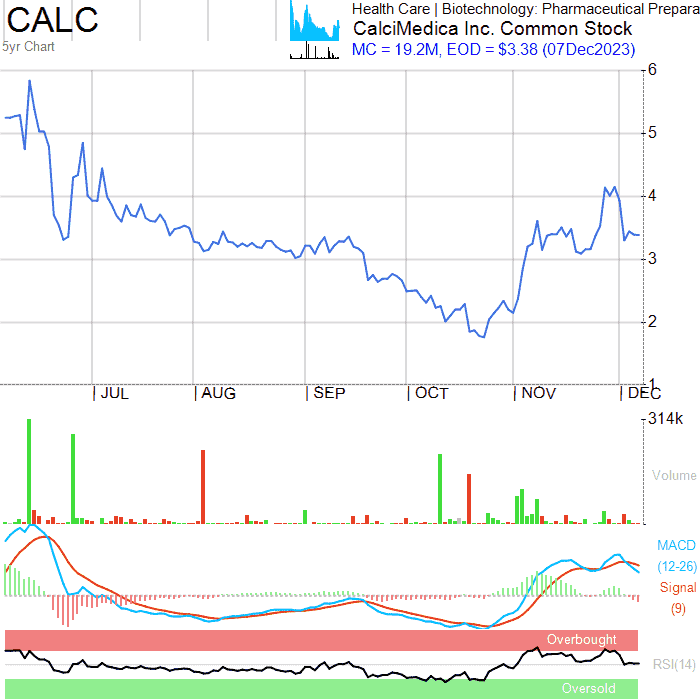 CALC
5yr Chart
Health Care | Biotechnology: Pharmaceutical Prepara
CalciMedica Inc. Common Stock
MC = 19.2M, EOD = $3.38 (07Dec2023)
6
5
4
3
2
1
JUL AUG SEP OCT NOV DEC
314k
Volume
MACD
(12-26)
Signal
(9)
Overbought
RSI(14)
Oversold